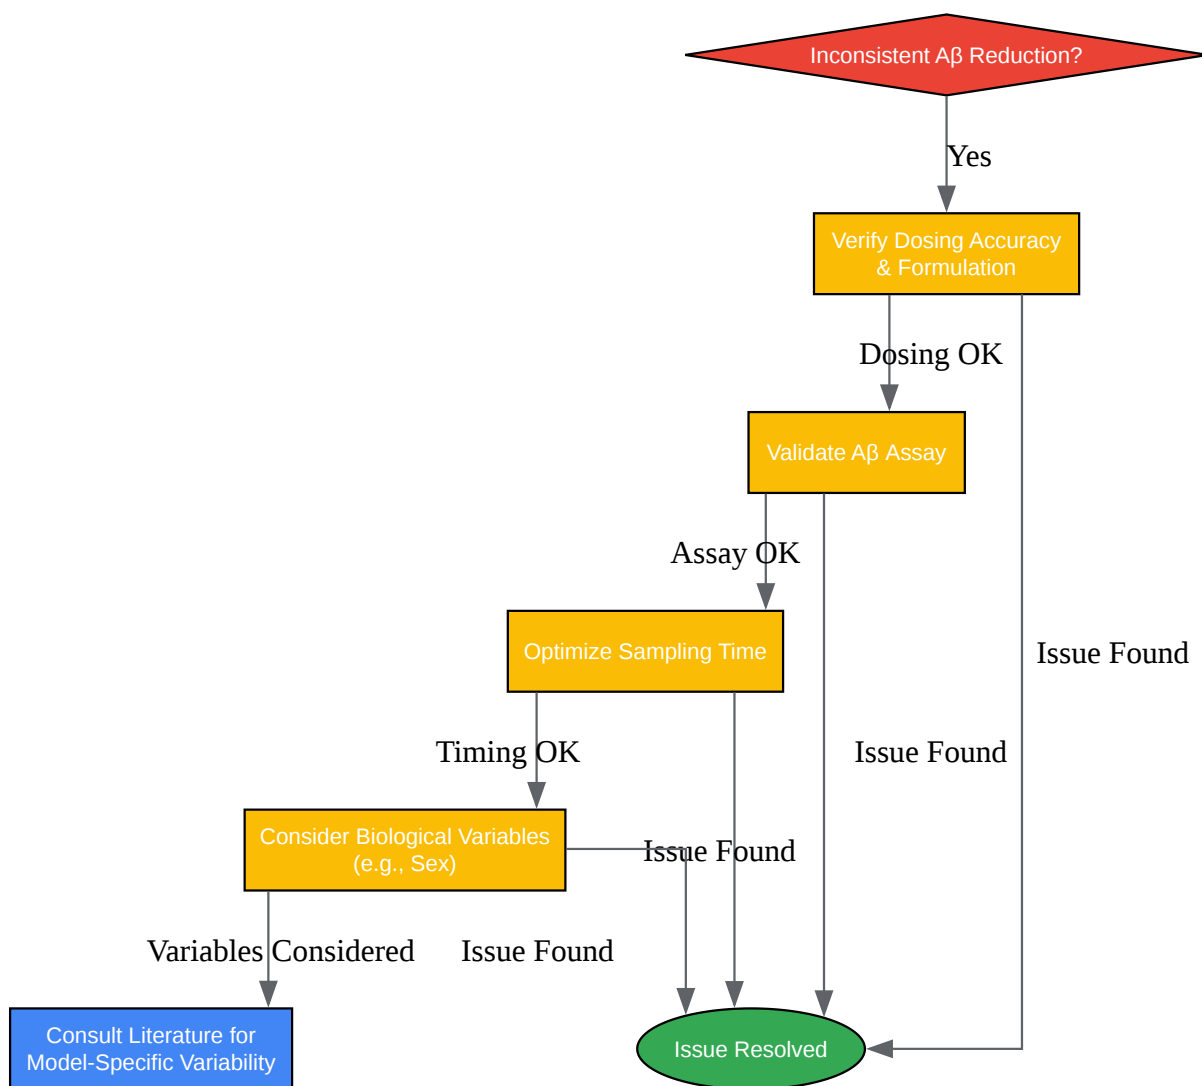 Inconsistent Aβ Reduction?
Yes
Verify Dosing Accuracy
& Formulation
Dosing OK
Validate Aβ Assay
Assay OK
Issue Found
Optimize Sampling Time
Timing OK
Issue Found
Consider Biological Variables
(e.g., Sex)
Issue Found
Variables Considered
Issue Found
Consult Literature for
Model-Specific Variability
Issue Resolved